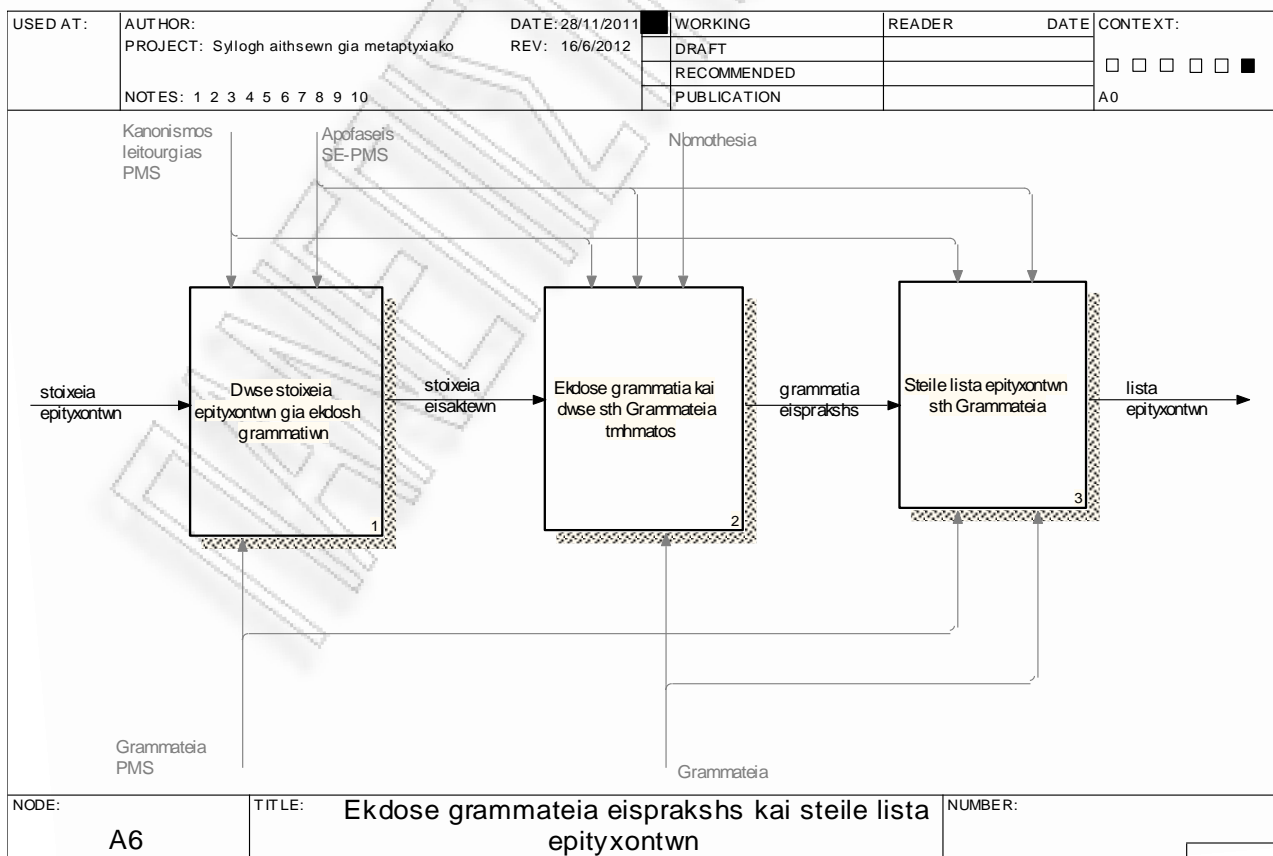 USED AT:
AUTHOR:
DATE: 28/11/2011
WORKING
READER
DATE
CONTEXT:
PROJECT: Syllogh aithsewn gia metaptyxiako
REV: 16/6/2012
DRAFT
RECOMMENDED
NOTES: 1 2 3 4 5 6 7 8 9 10
PUBLICATION
A0
Kanonismos
leitourgias
PMS
Apofaseis
SE-PMS
Nomothesia
stoixeia
epityxontwn
Dwse stoixeia
epityxontwn gia ekdosh
grammatiwn
1
stoixeia
eisaktewn
Ekdose grammatia kai
dwse sth Grammateia
tmhmatos
2
grammatia
eisprakshs
Steile lista epityxontwn
sth Grammateia
3
lista
epityxontwn
Grammateia
PMS
Grammateia
NODE:
A6
TITLE:
Ekdose grammateia eisprakshs kai steile lista
epityxontwn
NUMBER: